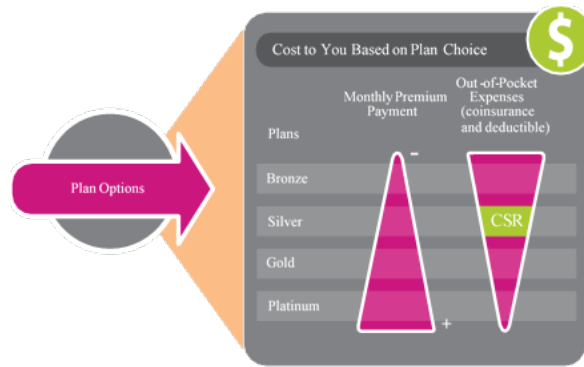 $
Cost to You Based on Plan Choice
Monthly Premium
Payment
Out-of-Pocket
Expenses
(coinsurance
and deductible)
Plans
-
Bronze
Plan Options
Silver
CSR
Gold
Platinum
+